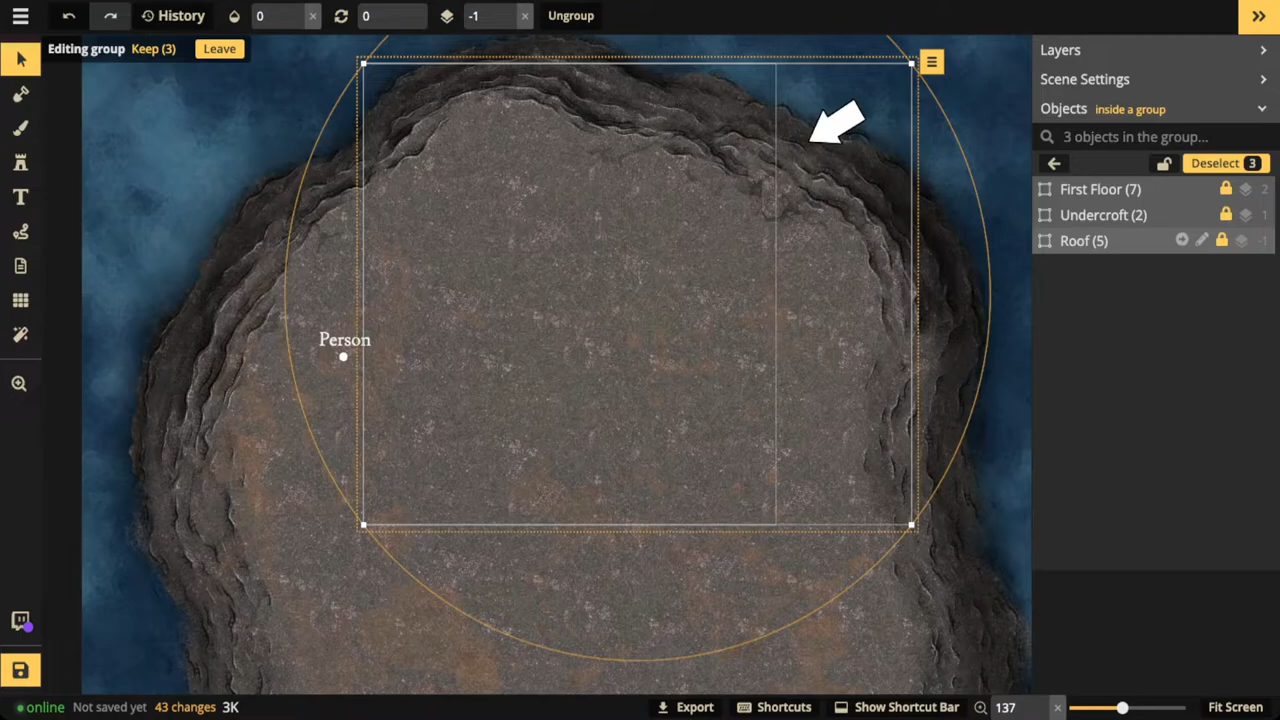 History
0 ×
0
-1 ×
Ungroup
Editing group Keep (3) Leave
Layers
Scene Settings
Objects inside a group
3 objects in the group...
Deselect 3
First Floor (7) 2
Undercroft (2) 1
Roof (5) -1
Person
online Not saved yet 43 changes 3K
Export
Shortcuts
Show Shortcut Bar
137 ×
Fit Screen